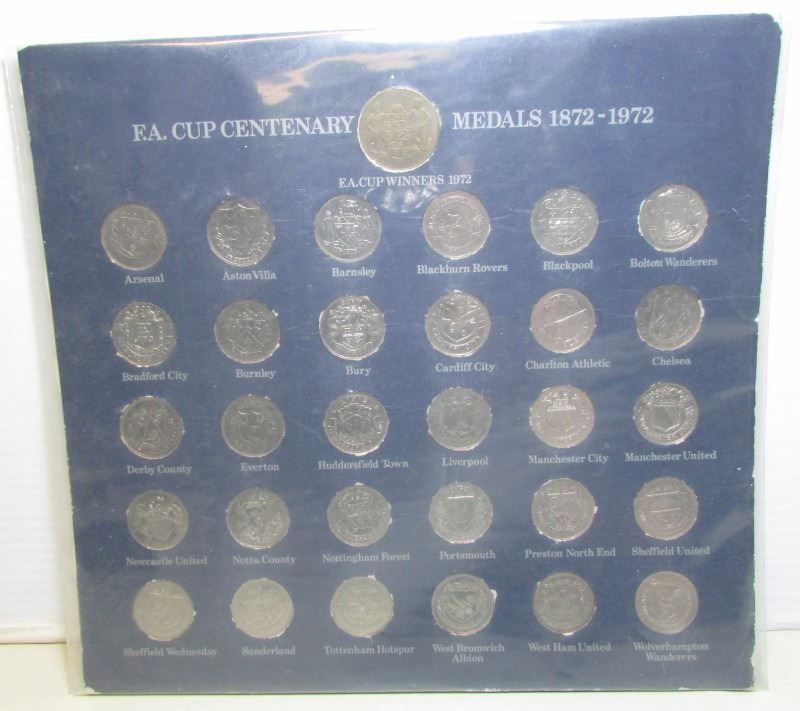 F.A. CUP CENTENARY MEDALS 1872-1972
F.A. CUP WINNERS 1972
Arsenal Aston Villa Barnsley Blackburn Rovers Blackpool Bolton Wanderers
Bradford City Burnley Bury Cardiff City Charlton Athletic Chelsea
Derby County Everton Huddersfield Town Liverpool Manchester City Manchester United
Newcastle United Notts. County Nottingham Forest Portsmouth Preston North End Sheffield United
Sheffield Wednesday Sunderland Tottenham Hotspur West Bromwich Albion West Ham United Wolverhampton Wanderers